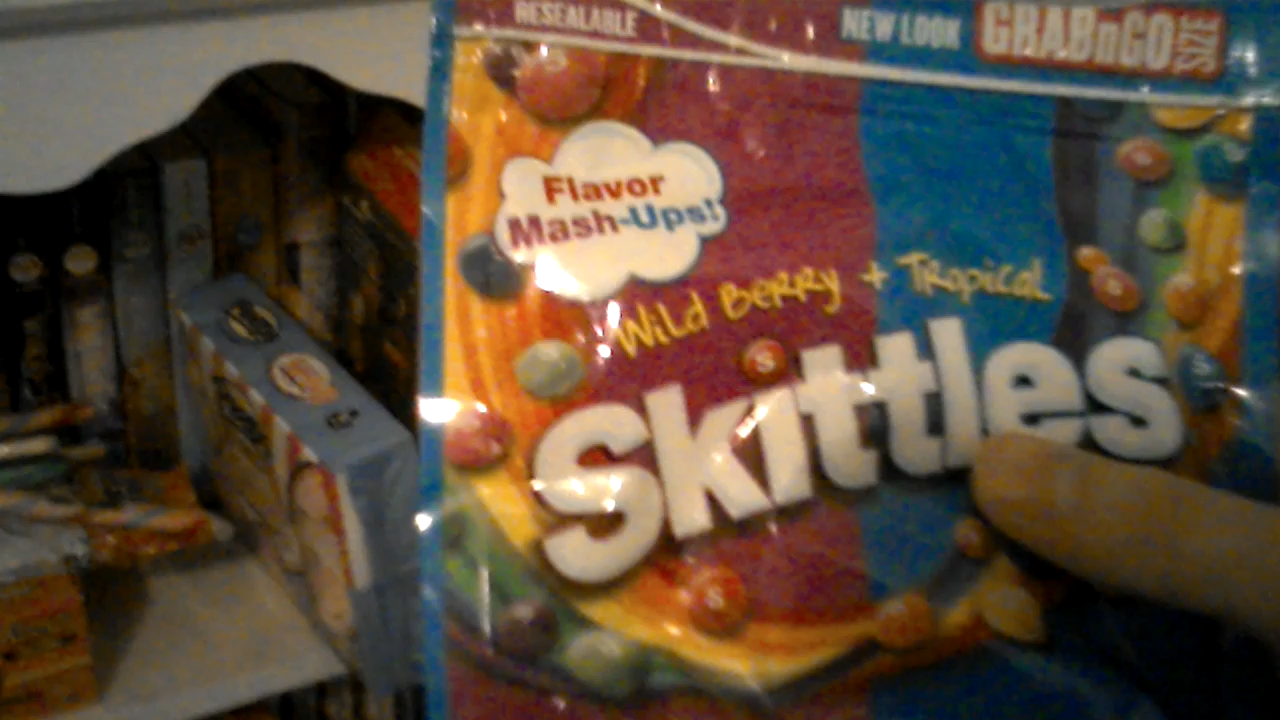 RESEALABLE
NEW LOOK
GRABnGO SIZE
Flavor
Mash-Ups!
Wild Berry + Tropical
Skittles